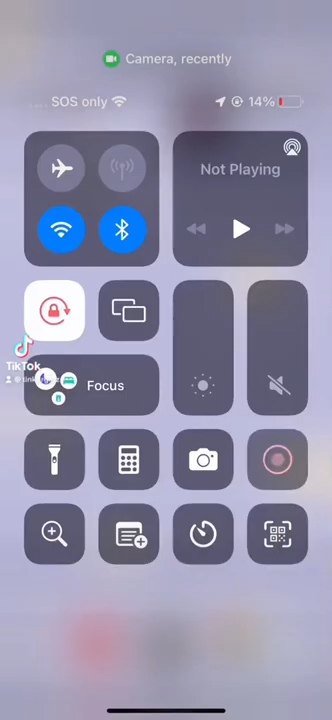 Camera, recently
SOS only
14%
Not Playing
TikTok
Focus